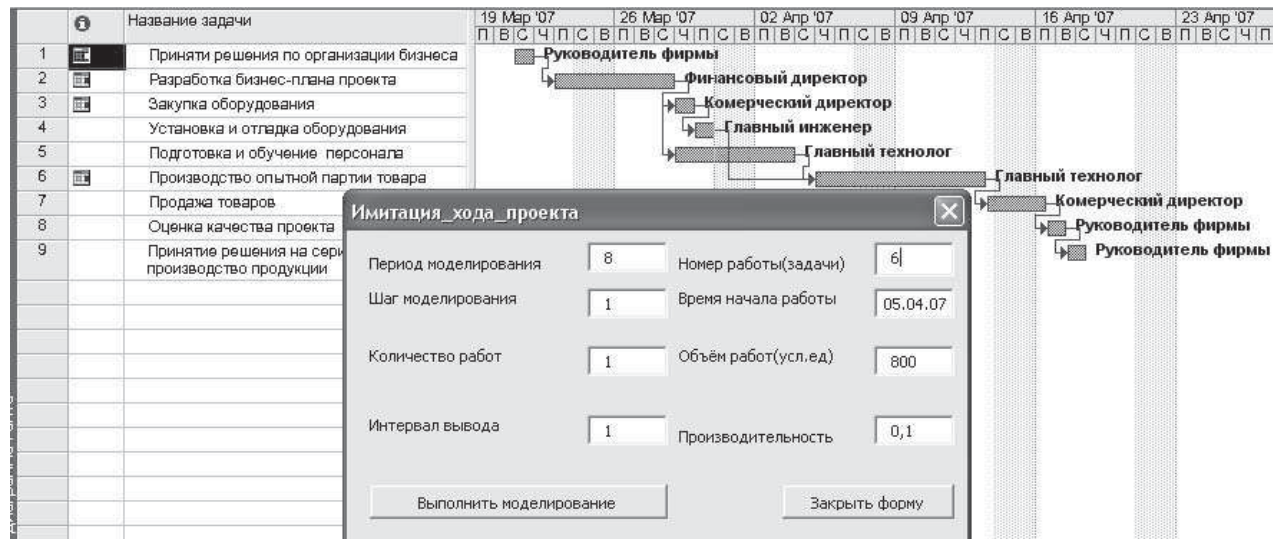 Название задачи
19 Мар '07 26 Мар '07 02 Апр '07 09 Апр '07 16 Апр '07 23 Апр '07
П В С Ч П С В П В С Ч П С В П В С Ч П С В П В С Ч П С В П В С Ч П С В П В С Ч П
1 Приняти решения по организации бизнеса Руководитель фирмы
2 Разработка бизнес-плана проекта Финансовый директор
3 Закупка оборудования Комерческий директор
4 Установка и отладка оборудования Главный инженер
5 Подготовка и обучение персонала Главный технолог
6 Производство опытной партии товара Главный технолог
7 Продажа товаров Комерческий директор
8 Оценка качества проекта Руководитель фирмы
9 Принятие решения на сери Руководитель фирмы
производство продукции
Имитация_хода_проекта
Период моделирования 8 Номер работы(задачи) 6
Шаг моделирования 1 Время начала работы 05.04.07
Количество работ 1 Объём работ(усл.ед) 800
Интервал вывода 1 Производительность 0,1
Выполнить моделирование Закрыть форму